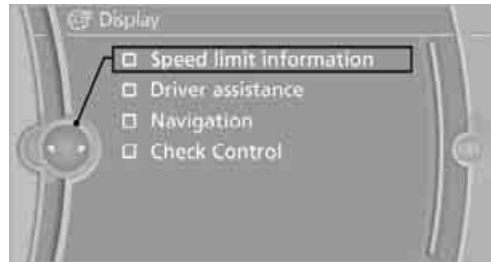 Display
Speed limit information
Driver assistance
Navigation
Check Control